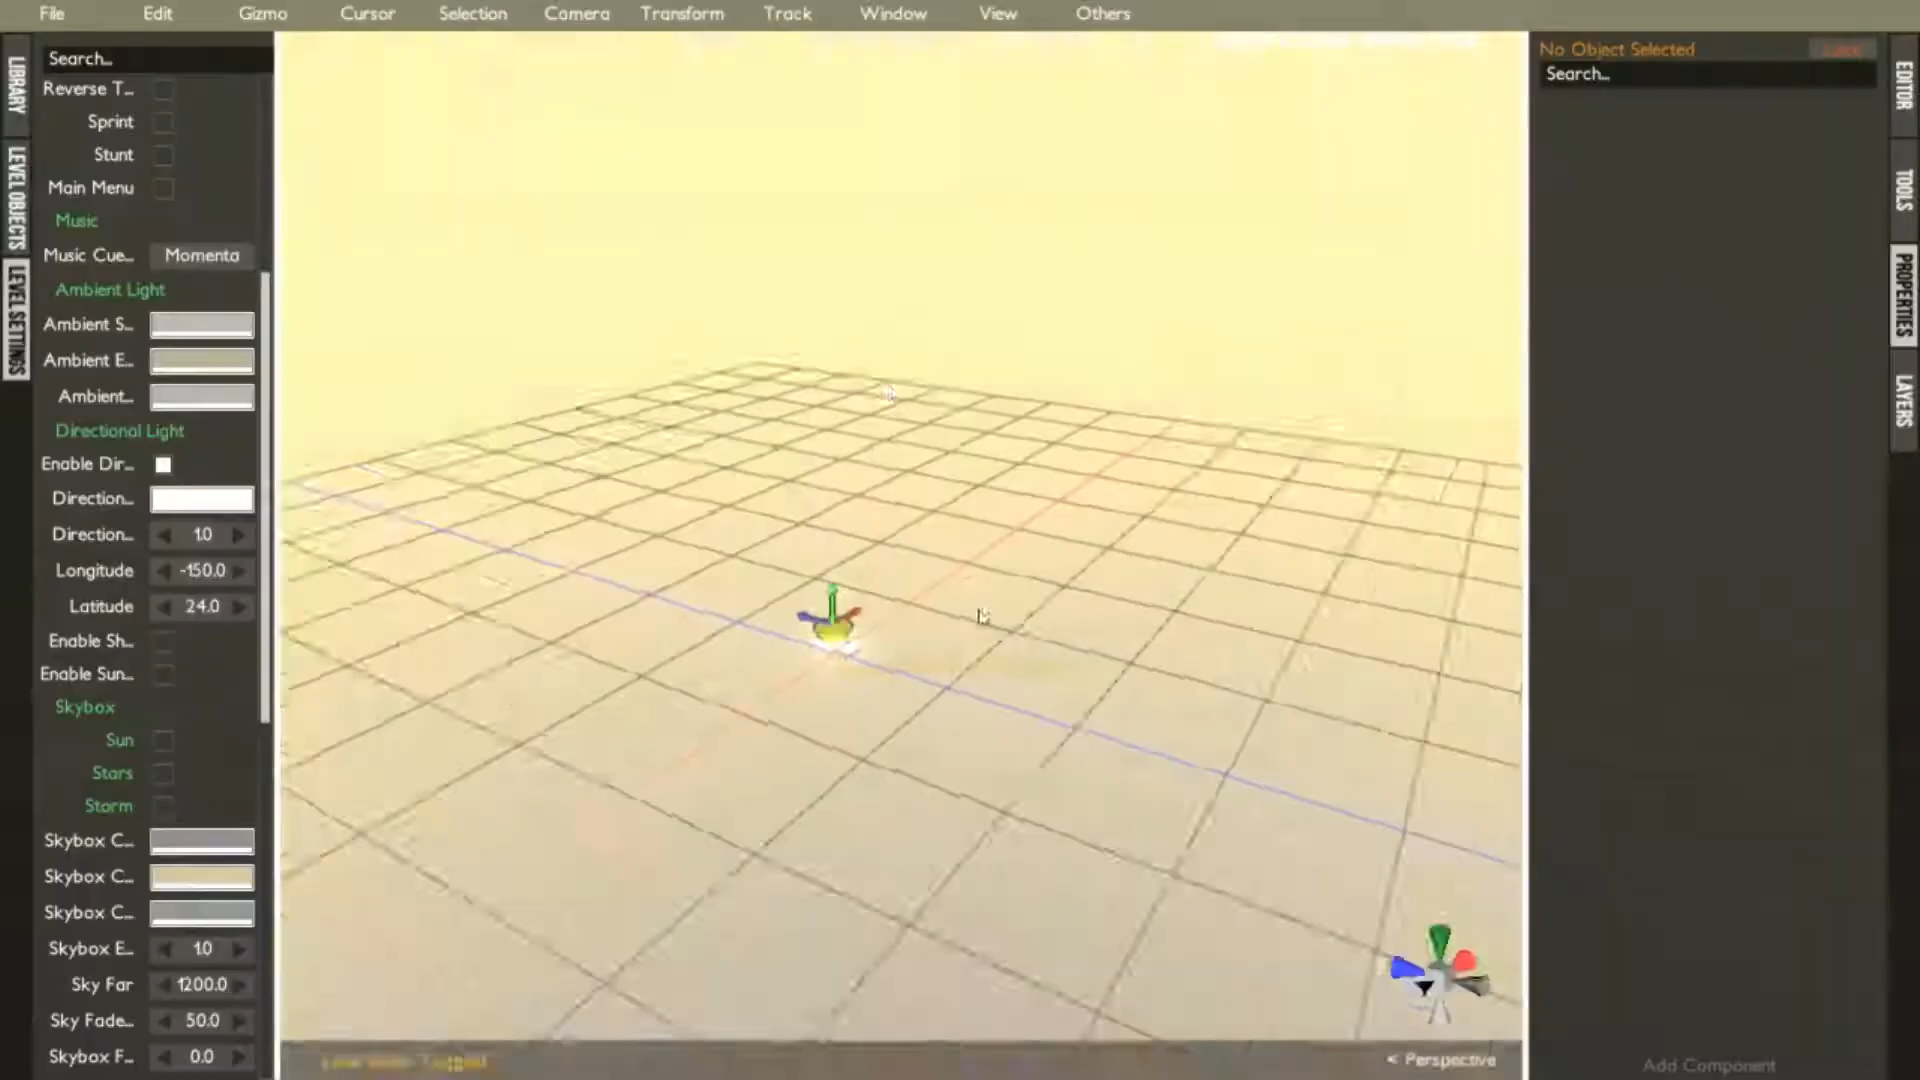 File Edit Gizmo Cursor Selection Camera Transform Track Window View Others
LIBRARY
LEVEL OBJECTS
LEVEL SETTINGS
Search...
Reverse T...
Sprint
Stunt
Main Menu
Music
Music Cue... Momenta
Ambient Light
Ambient S...
Ambient E...
Ambient...
Directional Light
Enable Dir...
Direction...
Direction... 1.0
Longitude -150.0
Latitude 24.0
Enable Sh...
Enable Sun...
Skybox
Sun
Stars
Storm
Skybox C...
Skybox C...
Skybox C...
Skybox E... 1.0
Sky Far 1200.0
Sky Fade... 50.0
Skybox F... 0.0
< Perspective
No Object Selected
Search...
Add Component
EDITOR
TOOLS
PROPERTIES
LAYERS